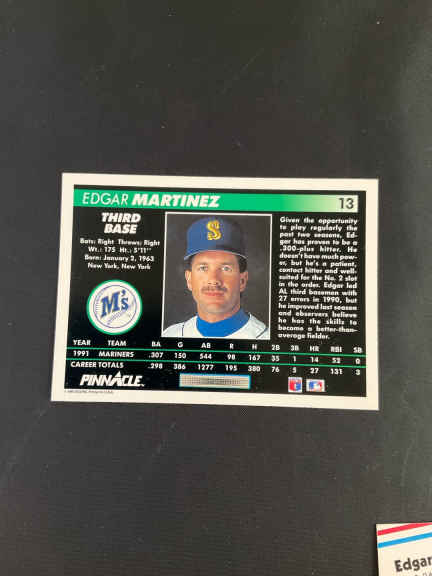 EDGAR MARTINEZ 13
THIRD
BASE
Bats: Right Throws: Right
Wt.: 175 Ht.: 5'11"
Born: January 2, 1963
New York, New York
M's
S
Given the opportunity
to play regularly the
past two seasons, Ed-
gar has proven to be a
.300-plus hitter. He
doesn't have much pow-
er, but he's a patient,
contact hitter and well-
suited for the No. 2 slot
in the order. Edgar led
AL third basemen with
27 errors in 1990, but
he improved last season
and observers believe
he has the skills to
become a better-than-
average fielder.
YEAR TEAM BA G AB R H 2B 3B HR RBI SB
1991 MARINERS .307 150 544 98 167 35 1 14 52 0
CAREER TOTALS .298 386 1277 195 380 76 5 27 131 3
PINNACLE
Edgar